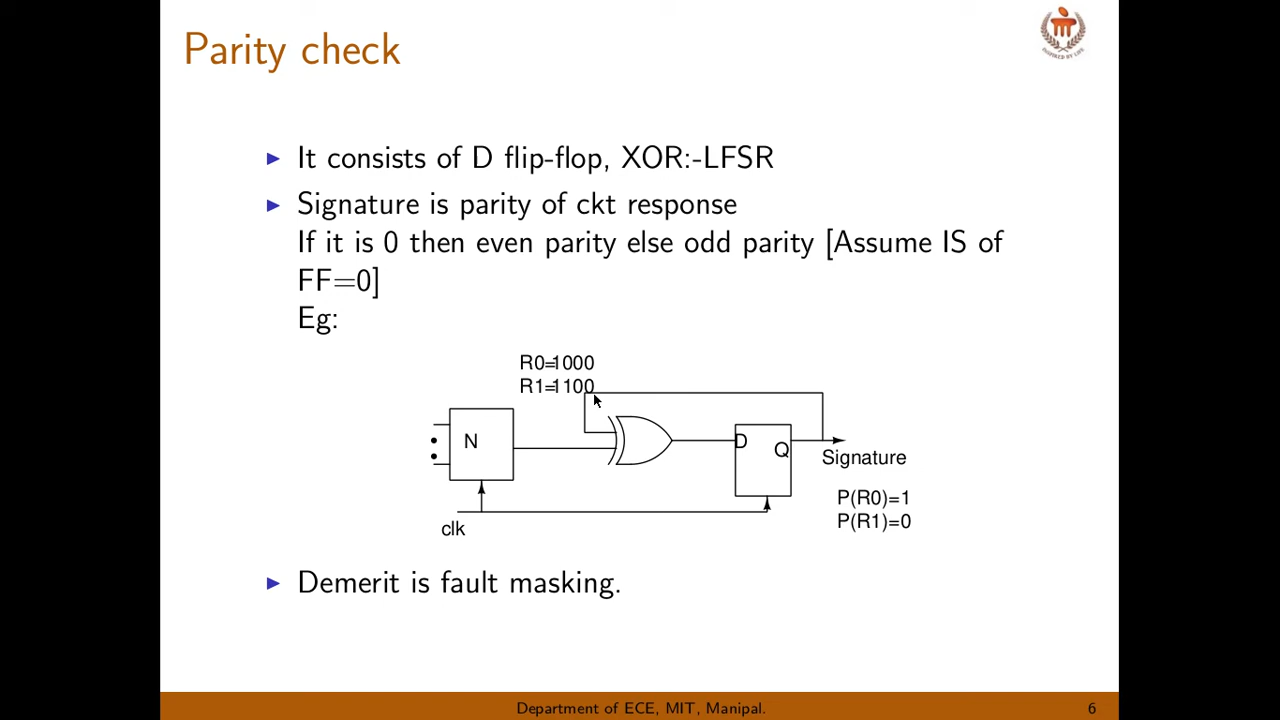 Parity check
It consists of D flip-flop, XOR:-LFSR
Signature is parity of ckt response
If it is 0 then even parity else odd parity [Assume IS of
FF=0]
Eg:
R0=1000
R1=1100
N
D
Q
Signature
P(R0)=1
P(R1)=0
clk
Demerit is fault masking.
Department of ECE, MIT, Manipal.
6